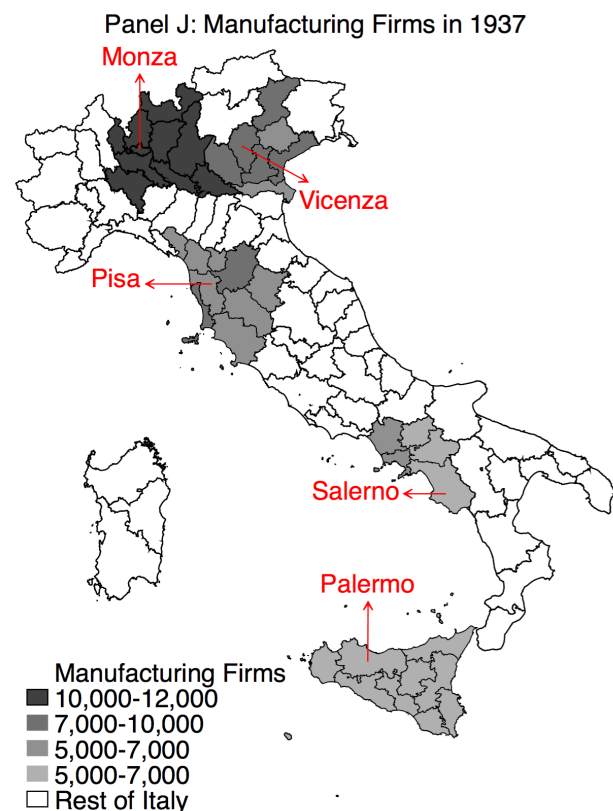 Panel J: Manufacturing Firms in 1937
Monza
Vicenza
Pisa
Salerno
Palermo
Manufacturing Firms
10,000-12,000
7,000-10,000
5,000-7,000
5,000-7,000
Rest of Italy